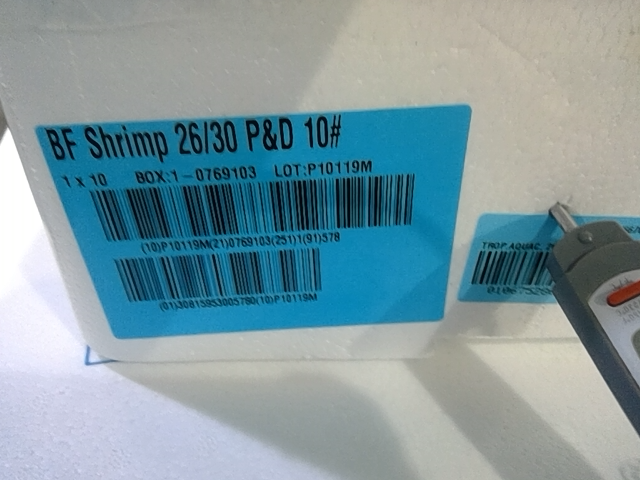 BF Shrimp 26/30 P&D 10#
1 x 10 BOX:1-0769103 LOT:P10119M
(10)P10119M(21)0769103(251)1(91)578
(01)30815953005780(10)P10119M
TROP.AQUAC.